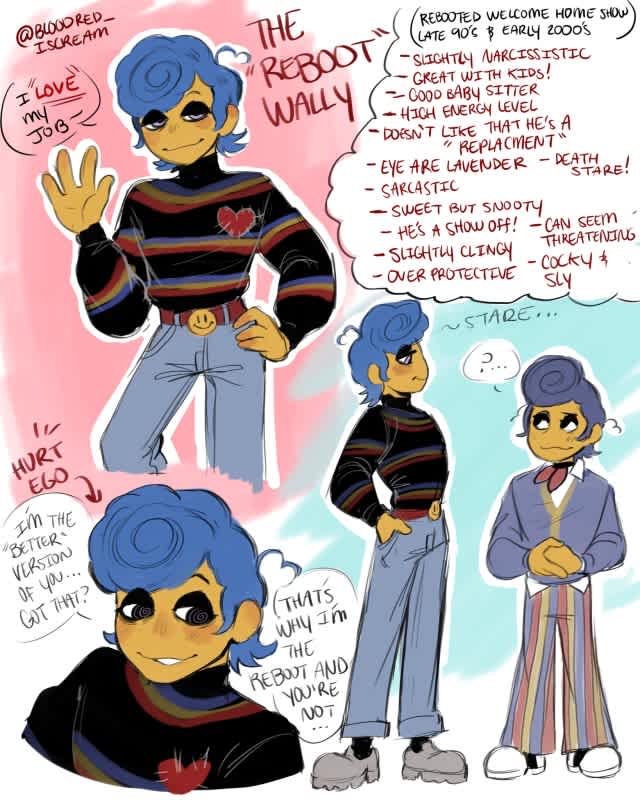 @BLOODRED_
ISCREAM
THE
"REBOOT"
WALLY
I "LOVE"
my
JOB-
(REBOOTED WELCOME HOME SHOW
LATE 90'S & EARLY 2000'S
- SLIGHTLY NARCISSISTIC
- GREAT WITH KIDS!
- GOOD BABY SITTER
- HIGH ENERGY LEVEL
- DOESN'T LIKE THAT HE'S A
"REPLACMENT"
- EYE ARE LAVENDER - DEATH
STARE!
- SARCASTIC
- SWEET BUT SNOOTY
- HE'S A SHOW OFF! - CAN SEEM
THREATENING
- SLIGHTLY CLINGY
- OVER PROTECTIVE - COCKY &
SLY
~STARE...
?...
HURT
EGO
I'M THE
"BETTER"
VERSION
OF YOU...
GOT THAT?
(THAT'S
WHY I'm
THE
REBOOT AND
YOU'RE
NOT
...